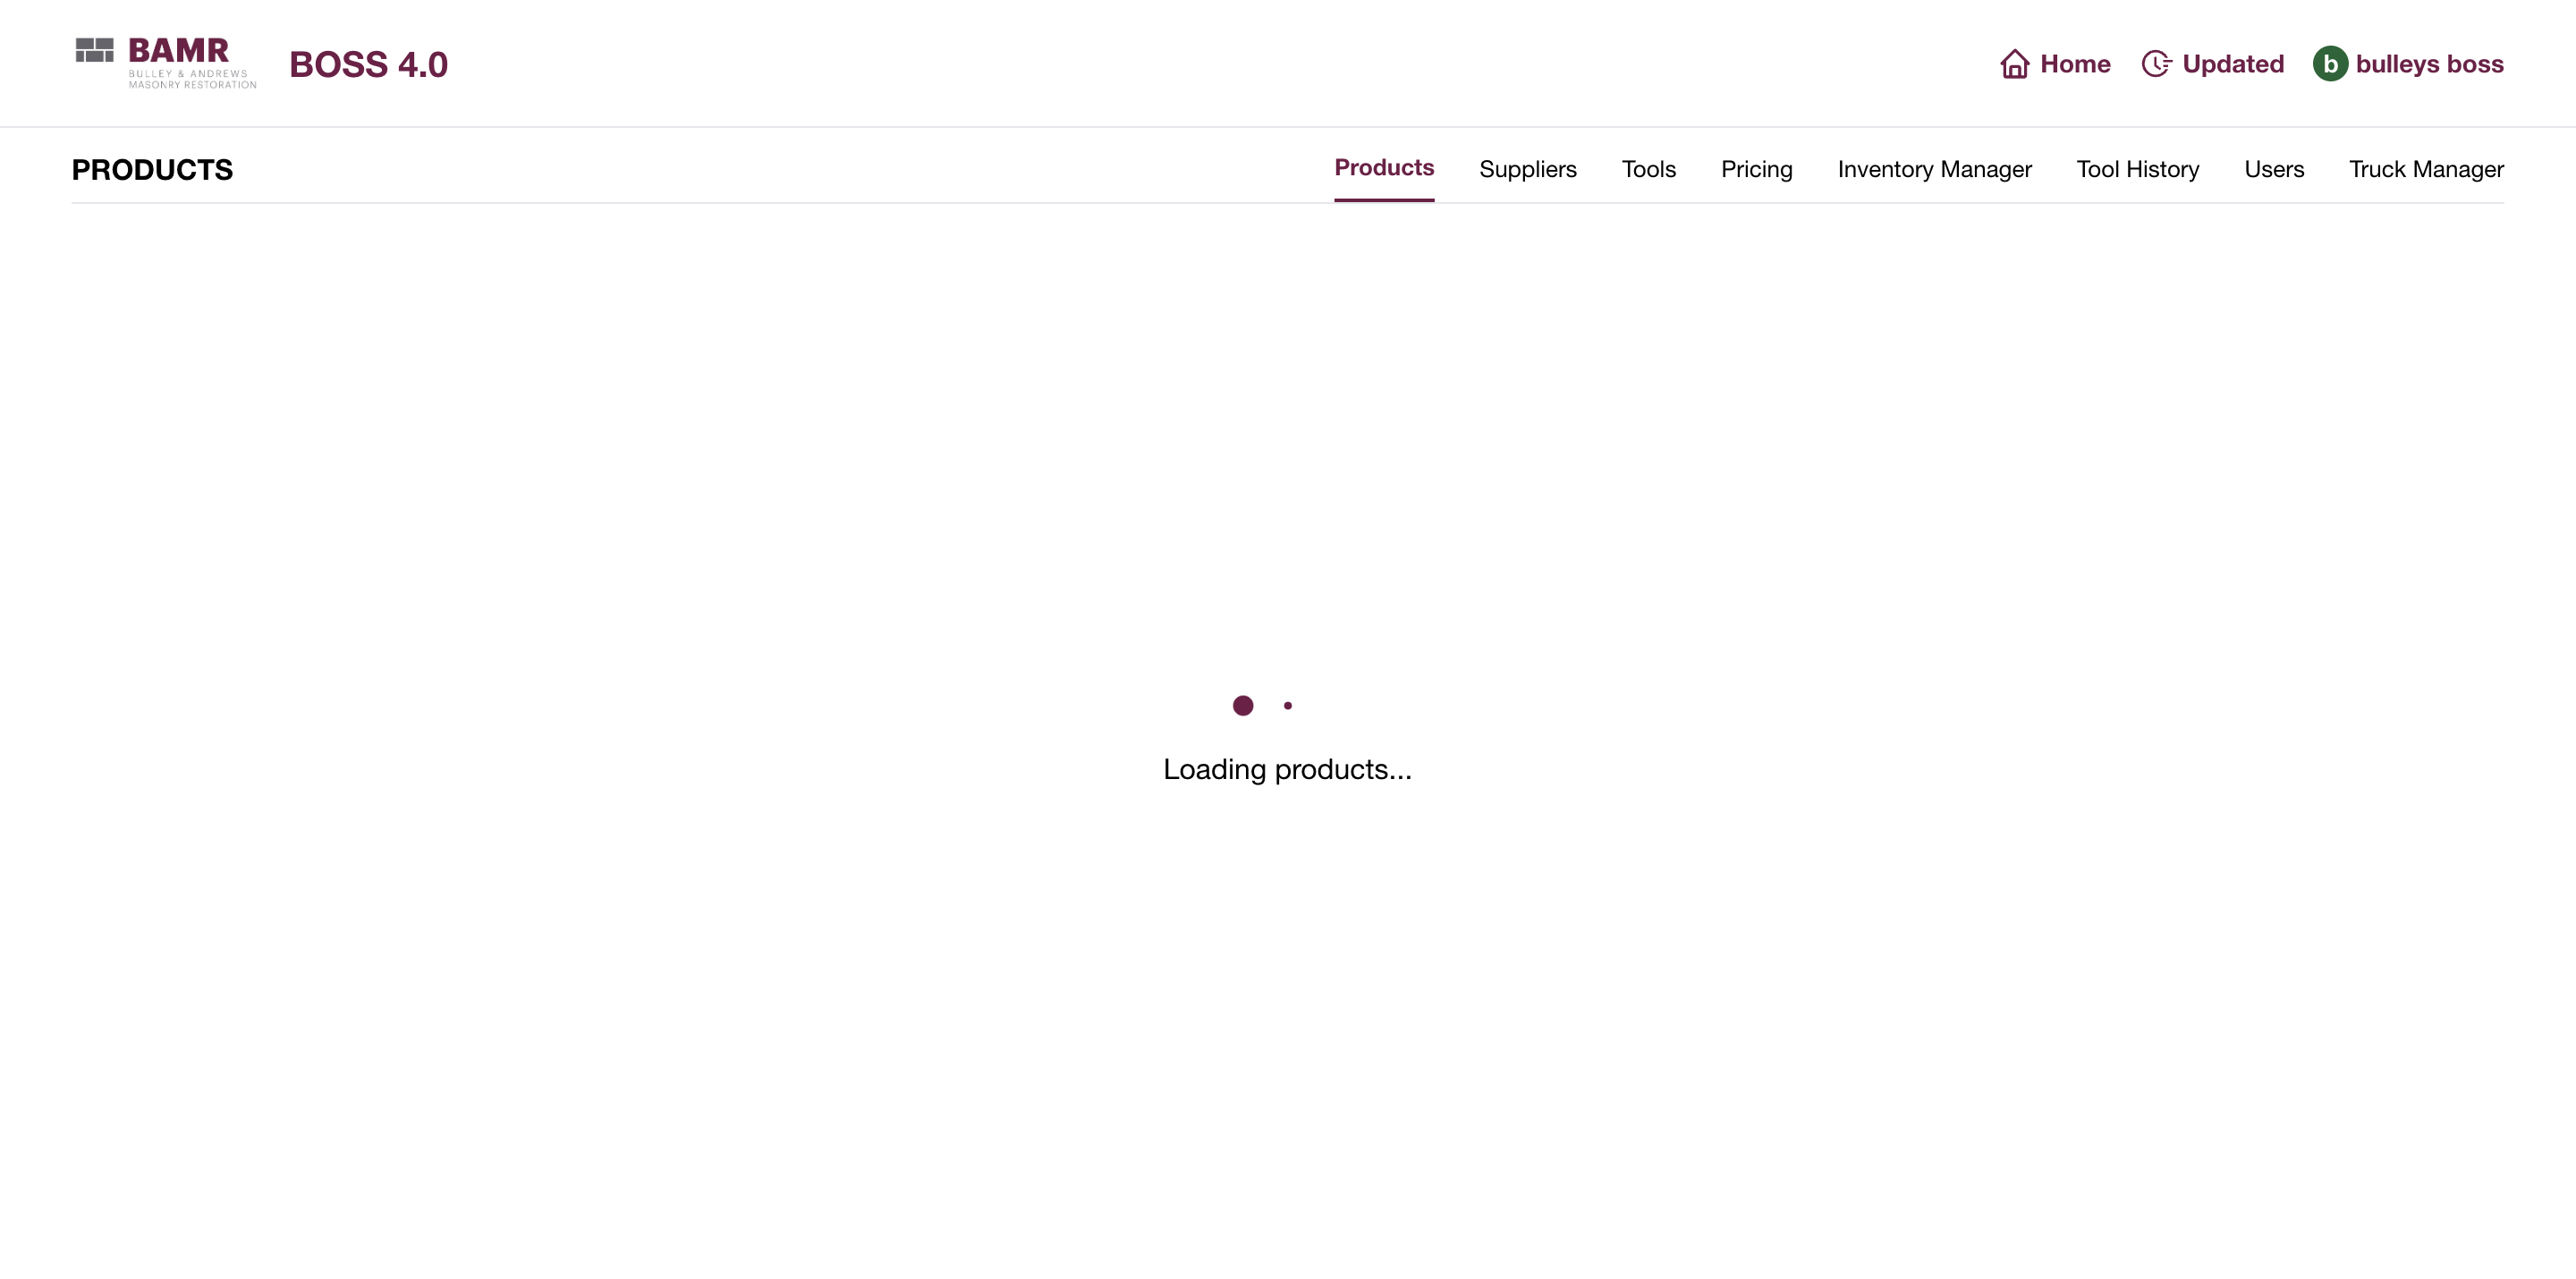 BAMR
BULLEY & ANDREWS
MASONRY RESTORATION
BOSS 4.0
Home
Updated
b
bulleys boss
PRODUCTS
Products
Suppliers
Tools
Pricing
Inventory Manager
Tool History
Users
Truck Manager
Loading products...